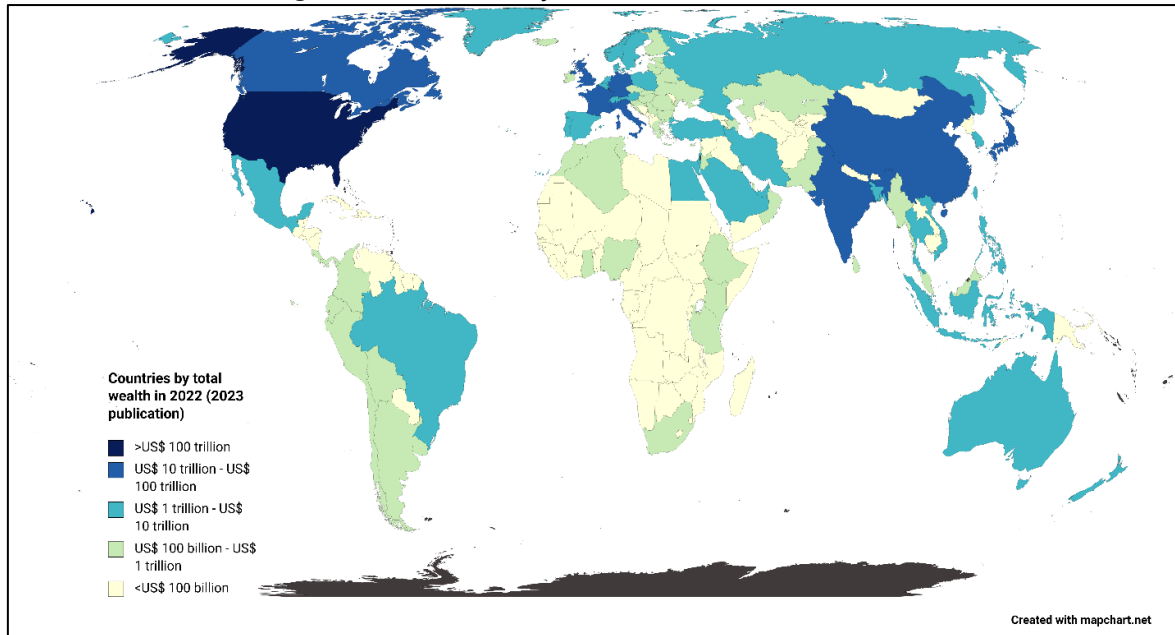 Countries by total
wealth in 2022 (2023
publication)
>US$ 100 trillion
US$ 10 trillion - US$
100 trillion
US$ 1 trillion - US$
10 trillion
US$ 100 billion - US$
1 trillion
<US$ 100 billion
Created with mapchart.net